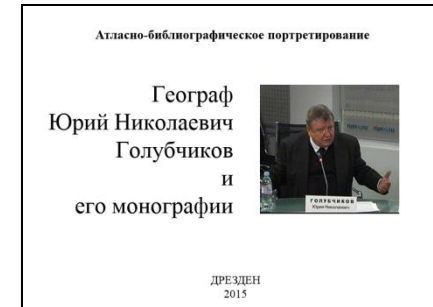 Атласно-библиографическое портретирование
Географ
Юрий Николаевич
Голубчиков
и
его монографии
ГОЛУБЧИКОВ
Юрий Николаевич
ДРЕЗДЕН
2015